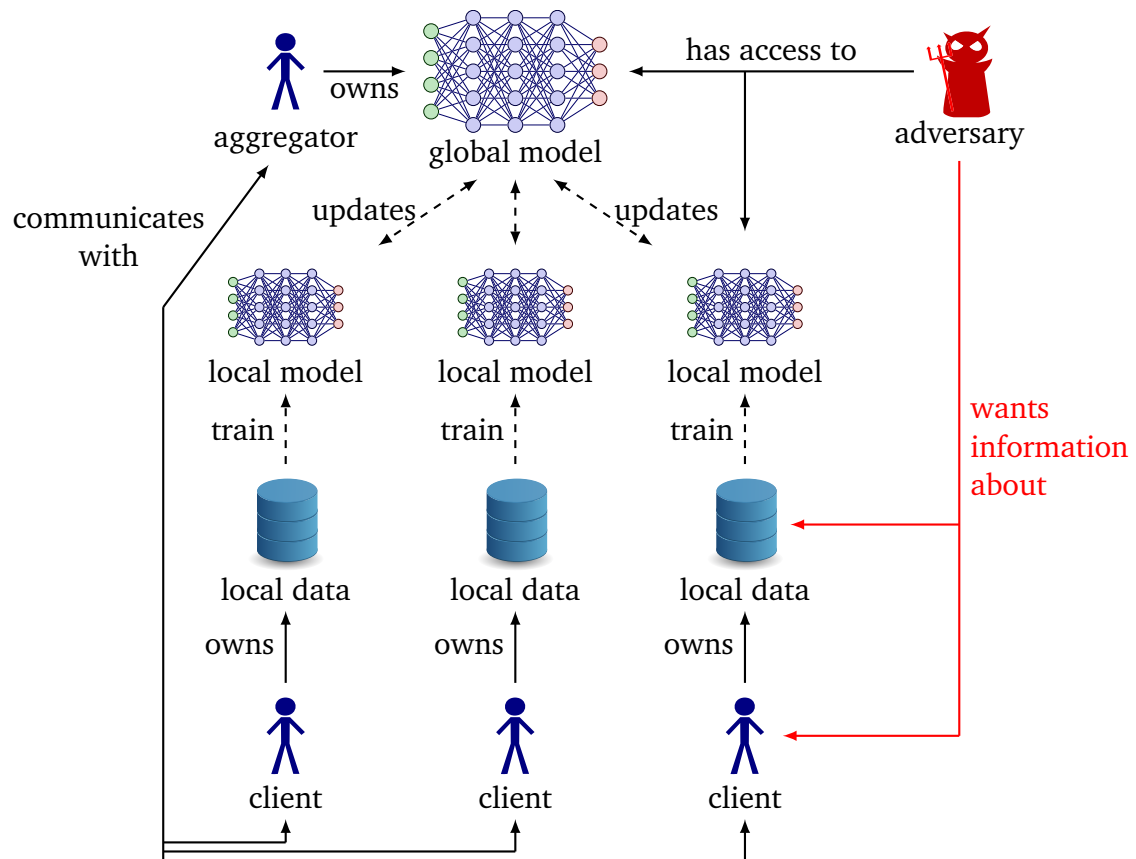 has access to
owns
aggregator
adversary
global model
communicates
with
updates
updates
local model
local model
local model
wants
information
about
train
train
train
local data
local data
local data
owns
owns
owns
client
client
client